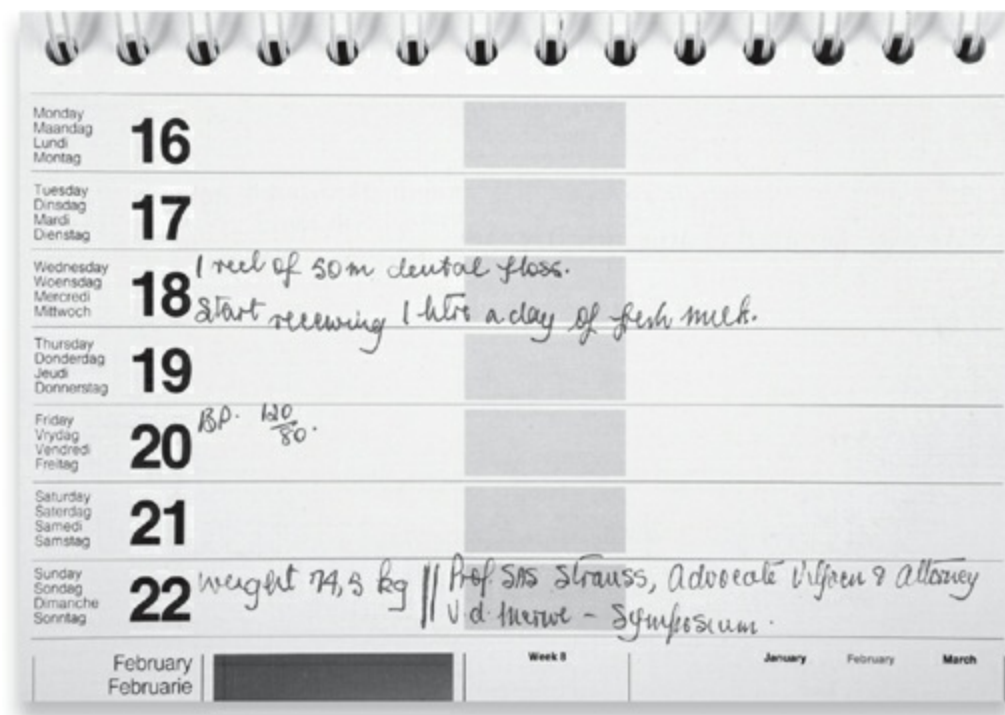 Monday
Maandag
Lundi
Montag
16
Tuesday
Dinsdag
Mardi
Dienstag
17
Wednesday
Woensdag
Mercredi
Mittwoch
18
1 reel of 50m dental floss.
Start receiving 1 litre a day of fresh milk.
Thursday
Donderdag
Jeudi
Donnerstag
19
Friday
Vrydag
Vendredi
Freitag
20
BP. 120
80.
Saturday
Saterdag
Samedi
Samstag
21
Sunday
Sondag
Dimanche
Sonntag
22
weight 74,5 kg || Prof. SAS Strauss, Advocate Viljoen & Attorney
v.d. Merwe - Symposium.
February
Februarie
Week 8
January February March